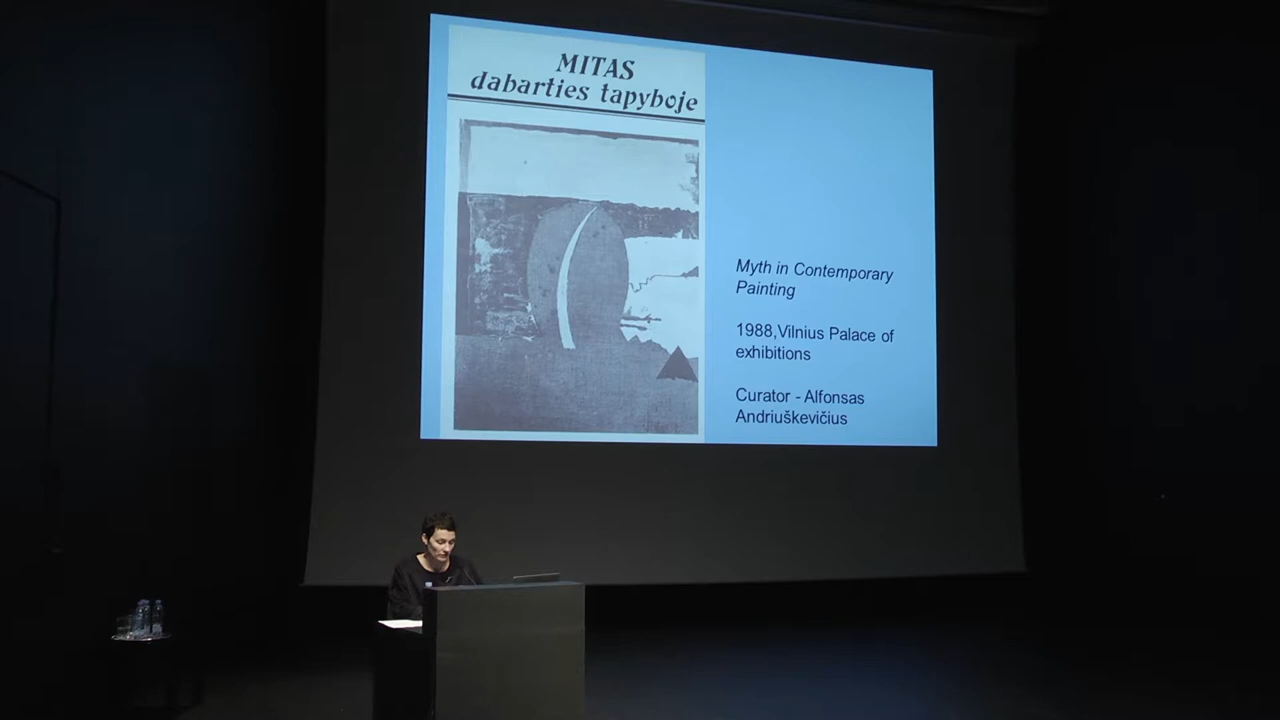 MITAS
dabarties tapyboje
Myth in Contemporary
Painting
1988,Vilnius Palace of
exhibitions
Curator - Alfonsas
Andriuškevičius